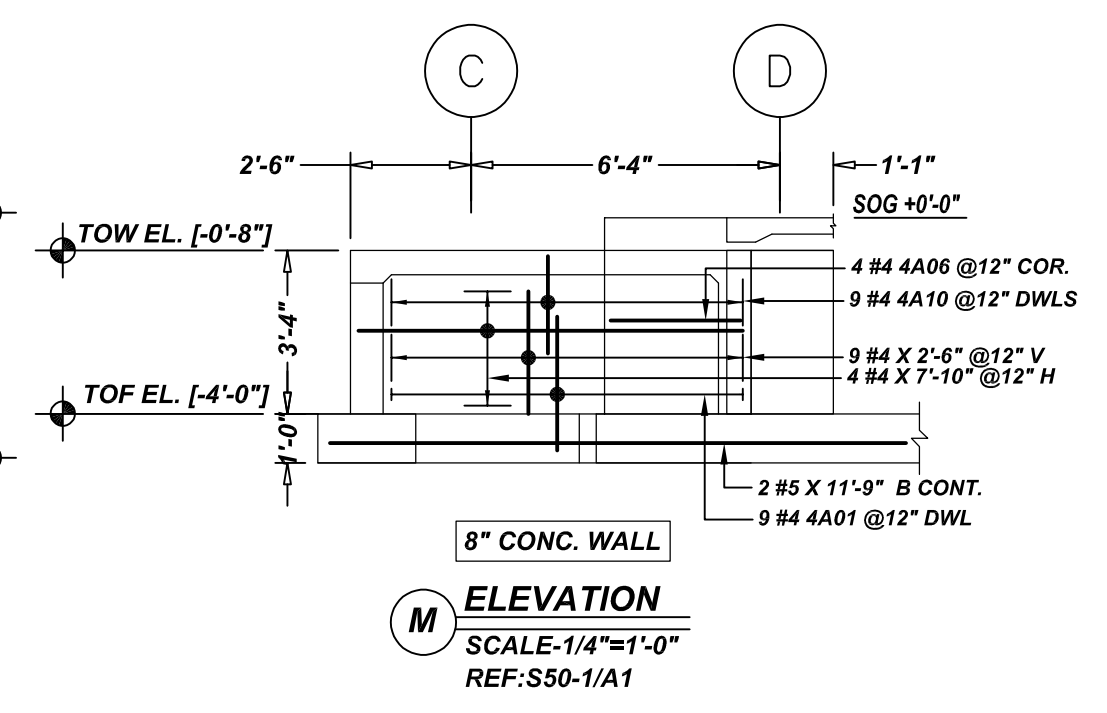 C D
2'-6" 6'-4" 1'-1"
SOG +0'-0"
TOW EL. [-0'-8"]
4 #4 4A06 @12" COR.
9 #4 4A10 @12" DWLS
3'-4"
9 #4 X 2'-6" @12" V
4 #4 X 7'-10" @12" H
TOF EL. [-4'-0"]
1'-0"
2 #5 X 11'-9" B CONT.
9 #4 4A01 @12" DWL
8" CONC. WALL
M ELEVATION
SCALE-1/4"=1'-0"
REF:S50-1/A1